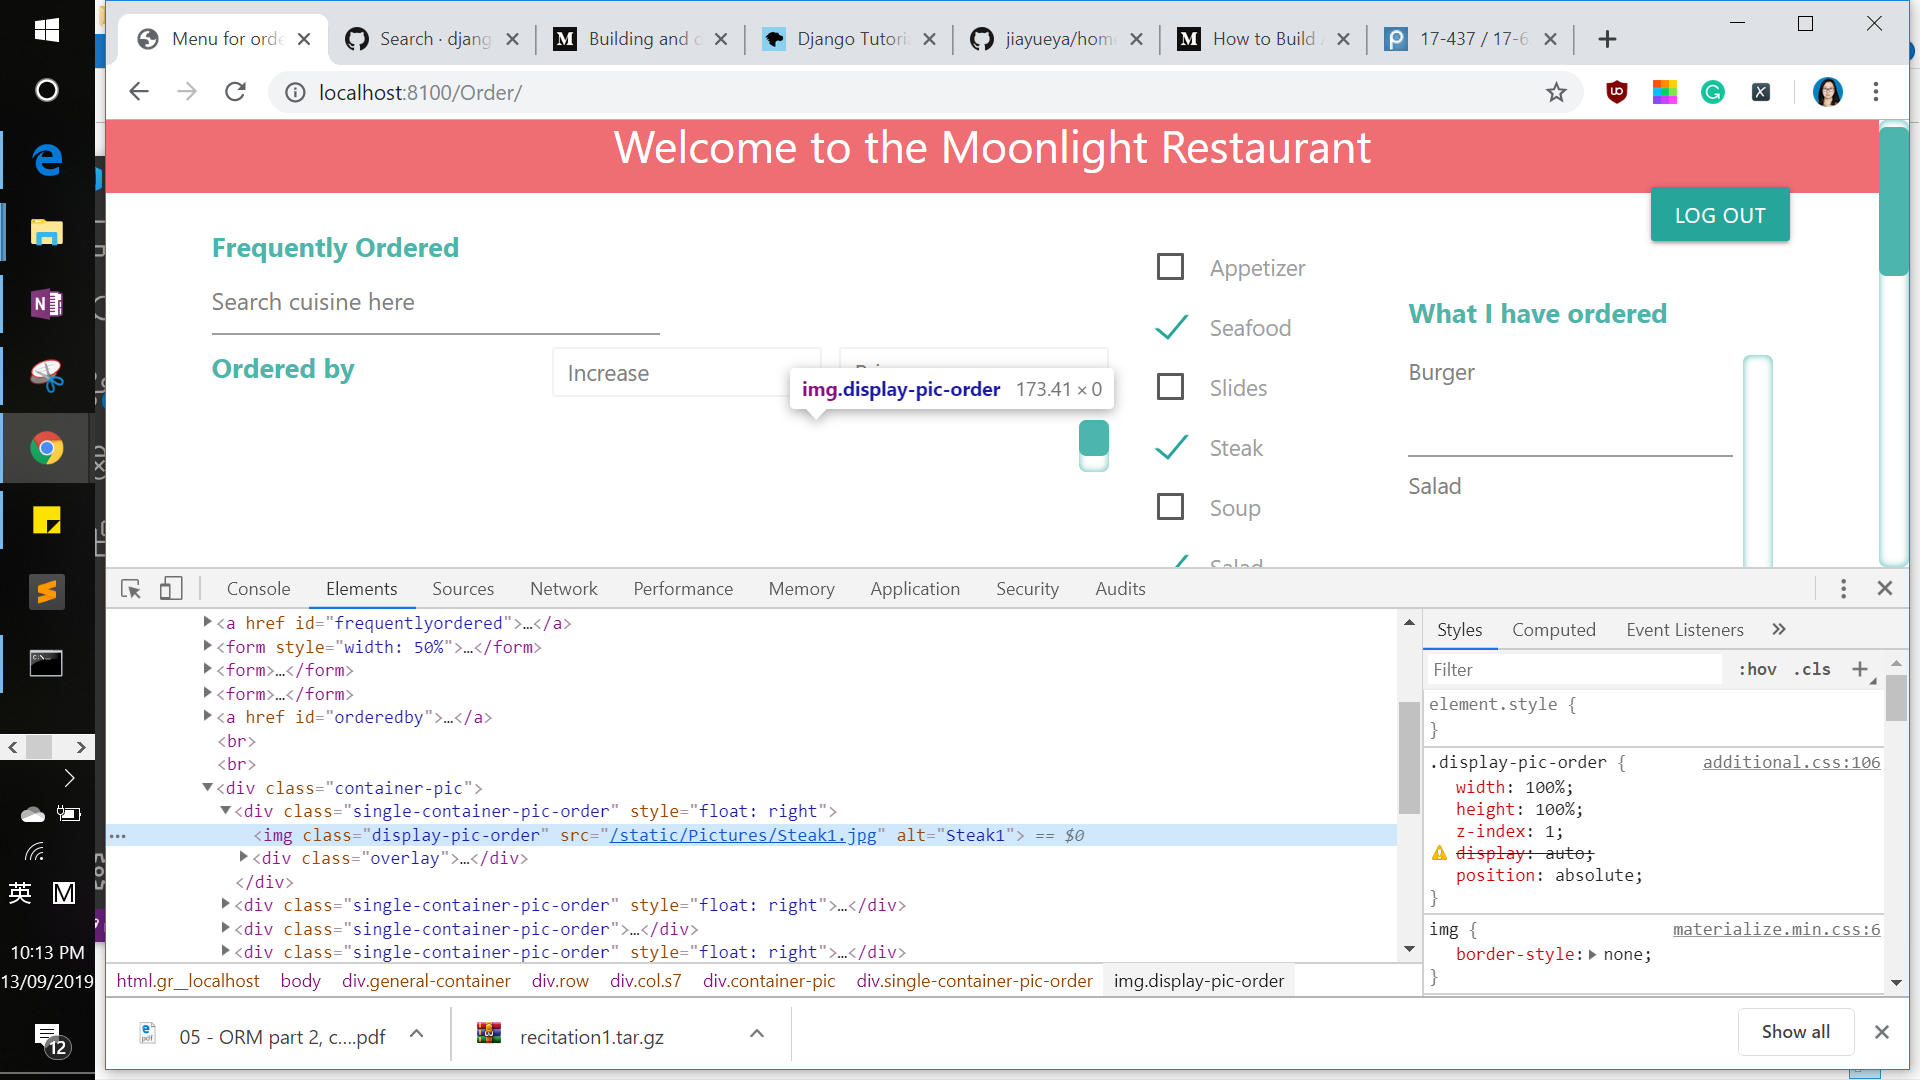 Menu for orde
Search · djang
Building and d
Django Tutori
jiayueya/home
How to Build
17-437 / 17-6
localhost:8100/Order/
Welcome to the Moonlight Restaurant
LOG OUT
Frequently Ordered
Search cuisine here
Ordered by
Increase
img.display-pic-order 173.41 × 0
Appetizer
Seafood
Slides
Steak
Soup
Salad
What I have ordered
Burger
Salad
Console Elements Sources Network Performance Memory Application Security Audits
<a href id="frequentlyordered">…</a>
<form style="width: 50%">…</form>
<form>…</form>
<form>…</form>
<a href id="orderedby">…</a>
<br>
<br>
<div class="container-pic">
<div class="single-container-pic-order" style="float: right">
<img class="display-pic-order" src="/static/Pictures/Steak1.jpg" alt="Steak1"> == $0
<div class="overlay">…</div>
</div>
<div class="single-container-pic-order" style="float: right">…</div>
<div class="single-container-pic-order">…</div>
<div class="single-container-pic-order" style="float: right">…</div>
html.gr__localhost body div.general-container div.row div.col.s7 div.container-pic div.single-container-pic-order img.display-pic-order
Styles Computed Event Listeners »
Filter :hov .cls +
element.style {
}
.display-pic-order { additional.css:106
width: 100%;
height: 100%;
z-index: 1;
display: auto;
position: absolute;
}
img { materialize.min.css:6
border-style: none;
}
05 - ORM part 2, c....pdf
recitation1.tar.gz
Show all
英 M
10:13 PM
13/09/2019
12